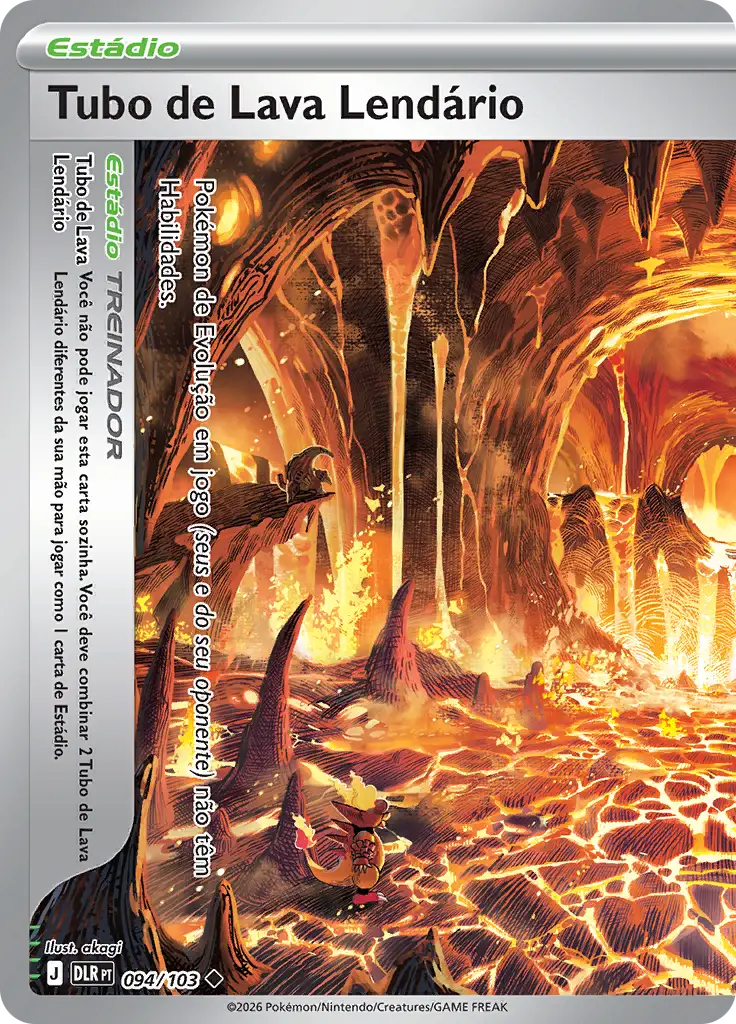 Estádio
Tubo de Lava Lendário
Estádio TREINADOR
Tubo de Lava
Lendário
Você não pode jogar esta carta sozinha. Você deve combinar 2 Tubo de Lava
Lendário diferentes da sua mão para jogar como 1 carta de Estádio.
Pokémon de Evolução em jogo (seus e do seu oponente) não têm
Habilidades.
Ilust. akagi
J DLR PT 094/103
©2026 Pokémon/Nintendo/Creatures/GAME FREAK